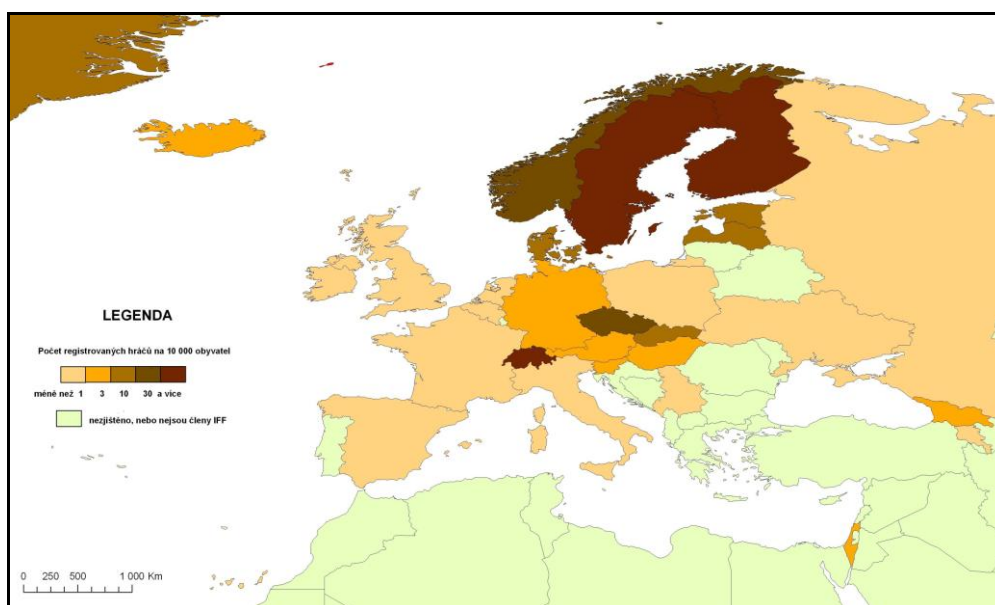 LEGENDA
Počet registrovaných hráčů na 10 000 obyvatel
méně než 1 3 10 30 a více
nezjištěno, nebo nejsou členy IFF
0 250 500 1 000 Km